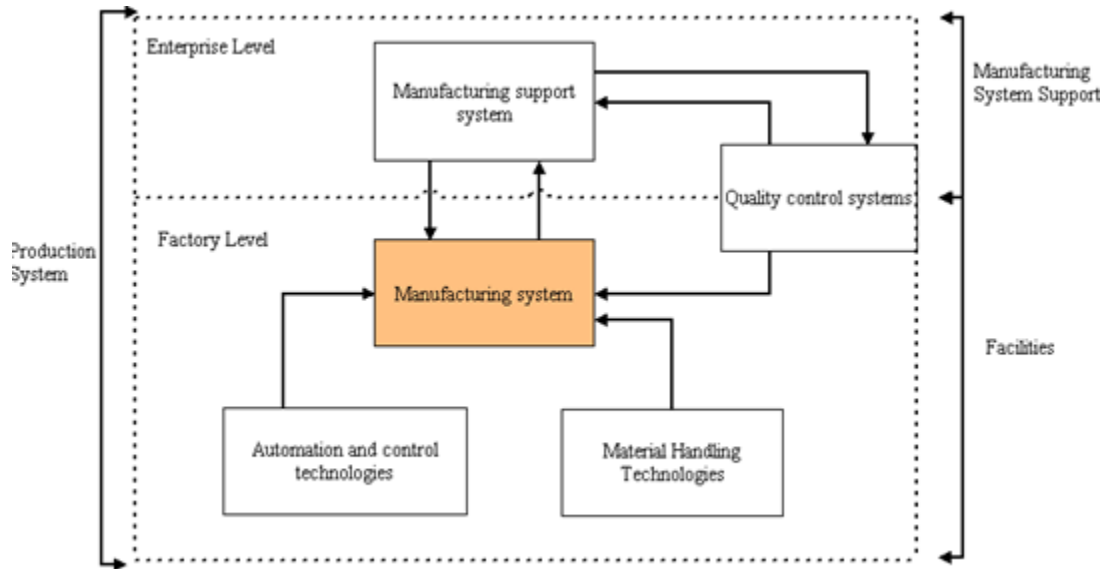 Enterprise Level
Manufacturing support
system
Manufacturing
System Support
Quality control systems
Factory Level
Production
System
Manufacturing system
Facilities
Automation and control
technologies
Material Handling
Technologies